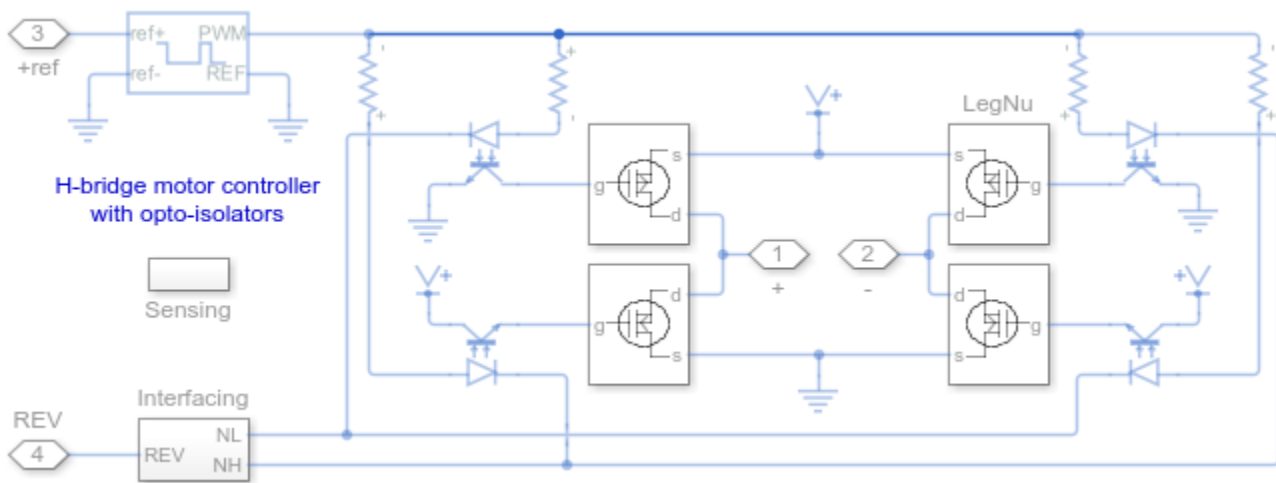 3
+ref
ref+ PWM
ref- REF
H-bridge motor controller
with opto-isolators
Sensing
LegNu
s
g
d
s
g
d
1
+
2
-
d
g
s
d
g
s
V+
V+
V+
Interfacing
REV
4
REV
NL
NH